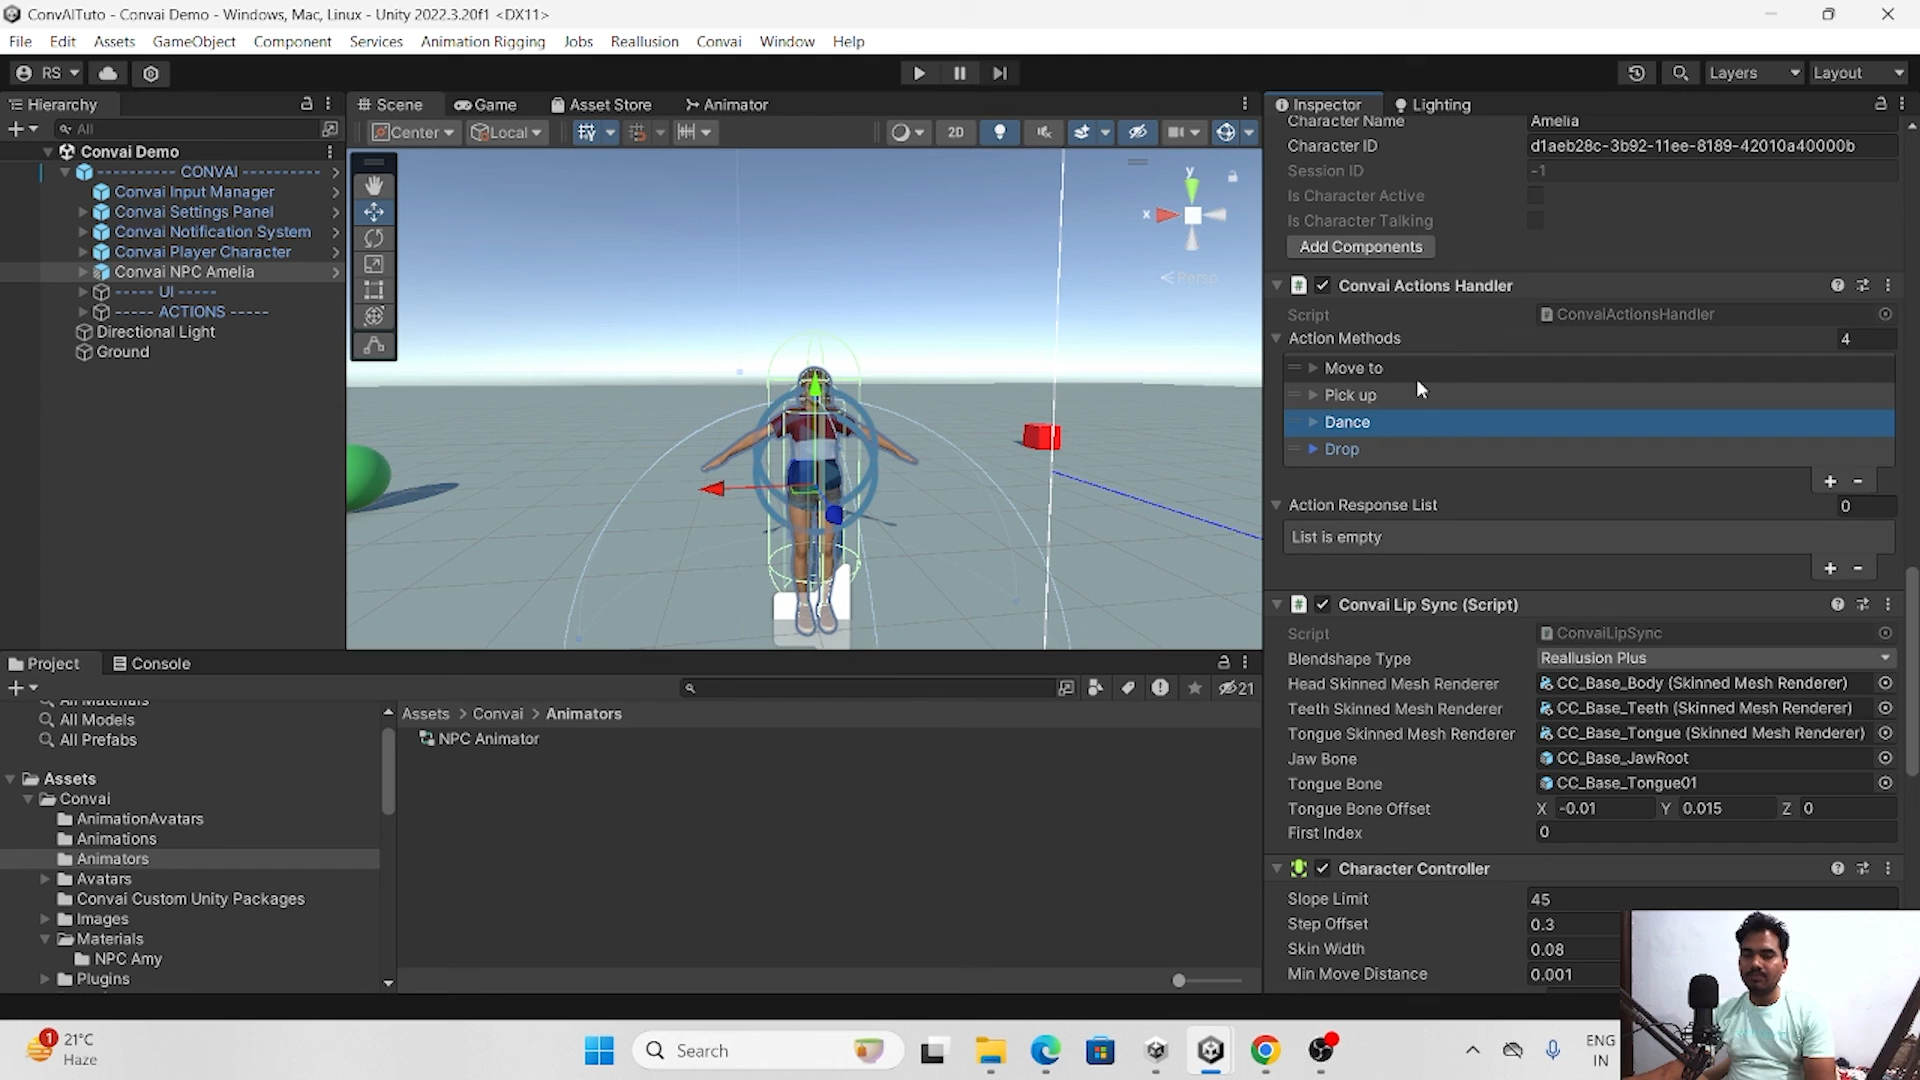 ConvAITuto - Convai Demo - Windows, Mac, Linux - Unity 2022.3.20f1 <DX11>
File Edit Assets GameObject Component Services Animation Rigging Jobs Reallusion Convai Window Help
RS Layers Layout
Hierarchy
All
Convai Demo
---------- CONVAI ----------
Convai Input Manager
Convai Settings Panel
Convai Notification System
Convai Player Character
Convai NPC Amelia
----- UI -----
----- ACTIONS -----
Directional Light
Ground
Scene Game Asset Store Animator
Center Local 2D
y
x
Persp
Inspector Lighting
Character Name Amelia
Character ID d1aeb28c-3b92-11ee-8189-42010a40000b
Session ID -1
Is Character Active
Is Character Talking
Add Components
Convai Actions Handler
Script ConvaiActionsHandler
Action Methods 4
Move to
Pick up
Dance
Drop
Action Response List 0
List is empty
Convai Lip Sync (Script)
Script ConvaiLipSync
Blendshape Type Reallusion Plus
Head Skinned Mesh Renderer CC_Base_Body (Skinned Mesh Renderer)
Teeth Skinned Mesh Renderer CC_Base_Teeth (Skinned Mesh Renderer)
Tongue Skinned Mesh Renderer CC_Base_Tongue (Skinned Mesh Renderer)
Jaw Bone CC_Base_JawRoot
Tongue Bone CC_Base_Tongue01
Tongue Bone Offset X -0.01 Y 0.015 Z 0
First Index 0
Character Controller
Slope Limit 45
Step Offset 0.3
Skin Width 0.08
Min Move Distance 0.001
Project Console
21
All Materials
All Models
All Prefabs
Assets
Convai
AnimationAvatars
Animations
Animators
Avatars
Convai Custom Unity Packages
Images
Materials
NPC Amy
Plugins
Assets > Convai > Animators
NPC Animator
1
21°C
Haze
Search
ENG
IN